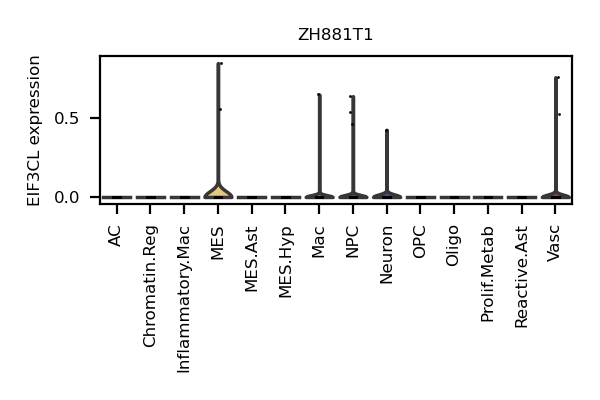 ZH881T1
EIF3CL expression
0.5
0.0
AC
Chromatin.Reg
Inflammatory.Mac
MES
MES.Ast
MES.Hyp
Mac
NPC
Neuron
OPC
Oligo
Prolif.Metab
Reactive.Ast
Vasc